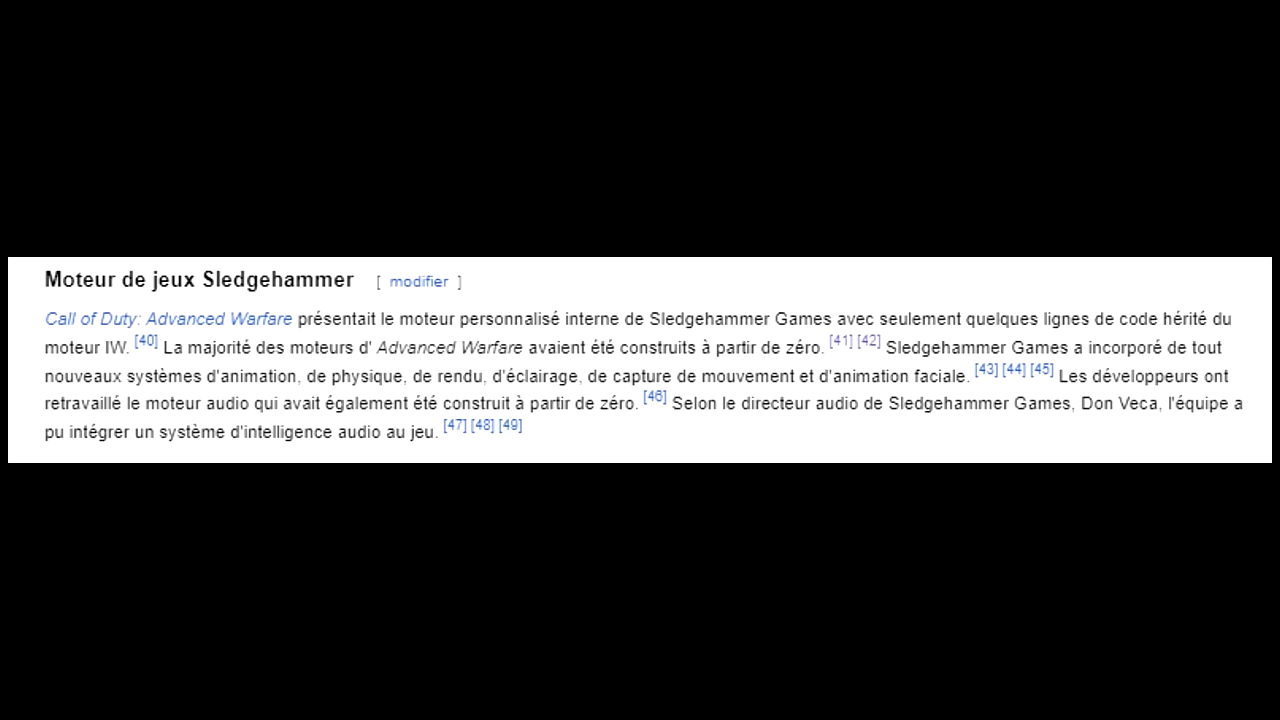 Moteur de jeux Sledgehammer [ modifier ]
Call of Duty: Advanced Warfare présentait le moteur personnalisé interne de Sledgehammer Games avec seulement quelques lignes de code hérité du
moteur IW. [40] La majorité des moteurs d' Advanced Warfare avaient été construits à partir de zéro. [41] [42] Sledgehammer Games a incorporé de tout
nouveaux systèmes d'animation, de physique, de rendu, d'éclairage, de capture de mouvement et d'animation faciale. [43] [44] [45] Les développeurs ont
retravaillé le moteur audio qui avait également été construit à partir de zéro. [46] Selon le directeur audio de Sledgehammer Games, Don Veca, l'équipe a
pu intégrer un système d'intelligence audio au jeu. [47] [48] [49]